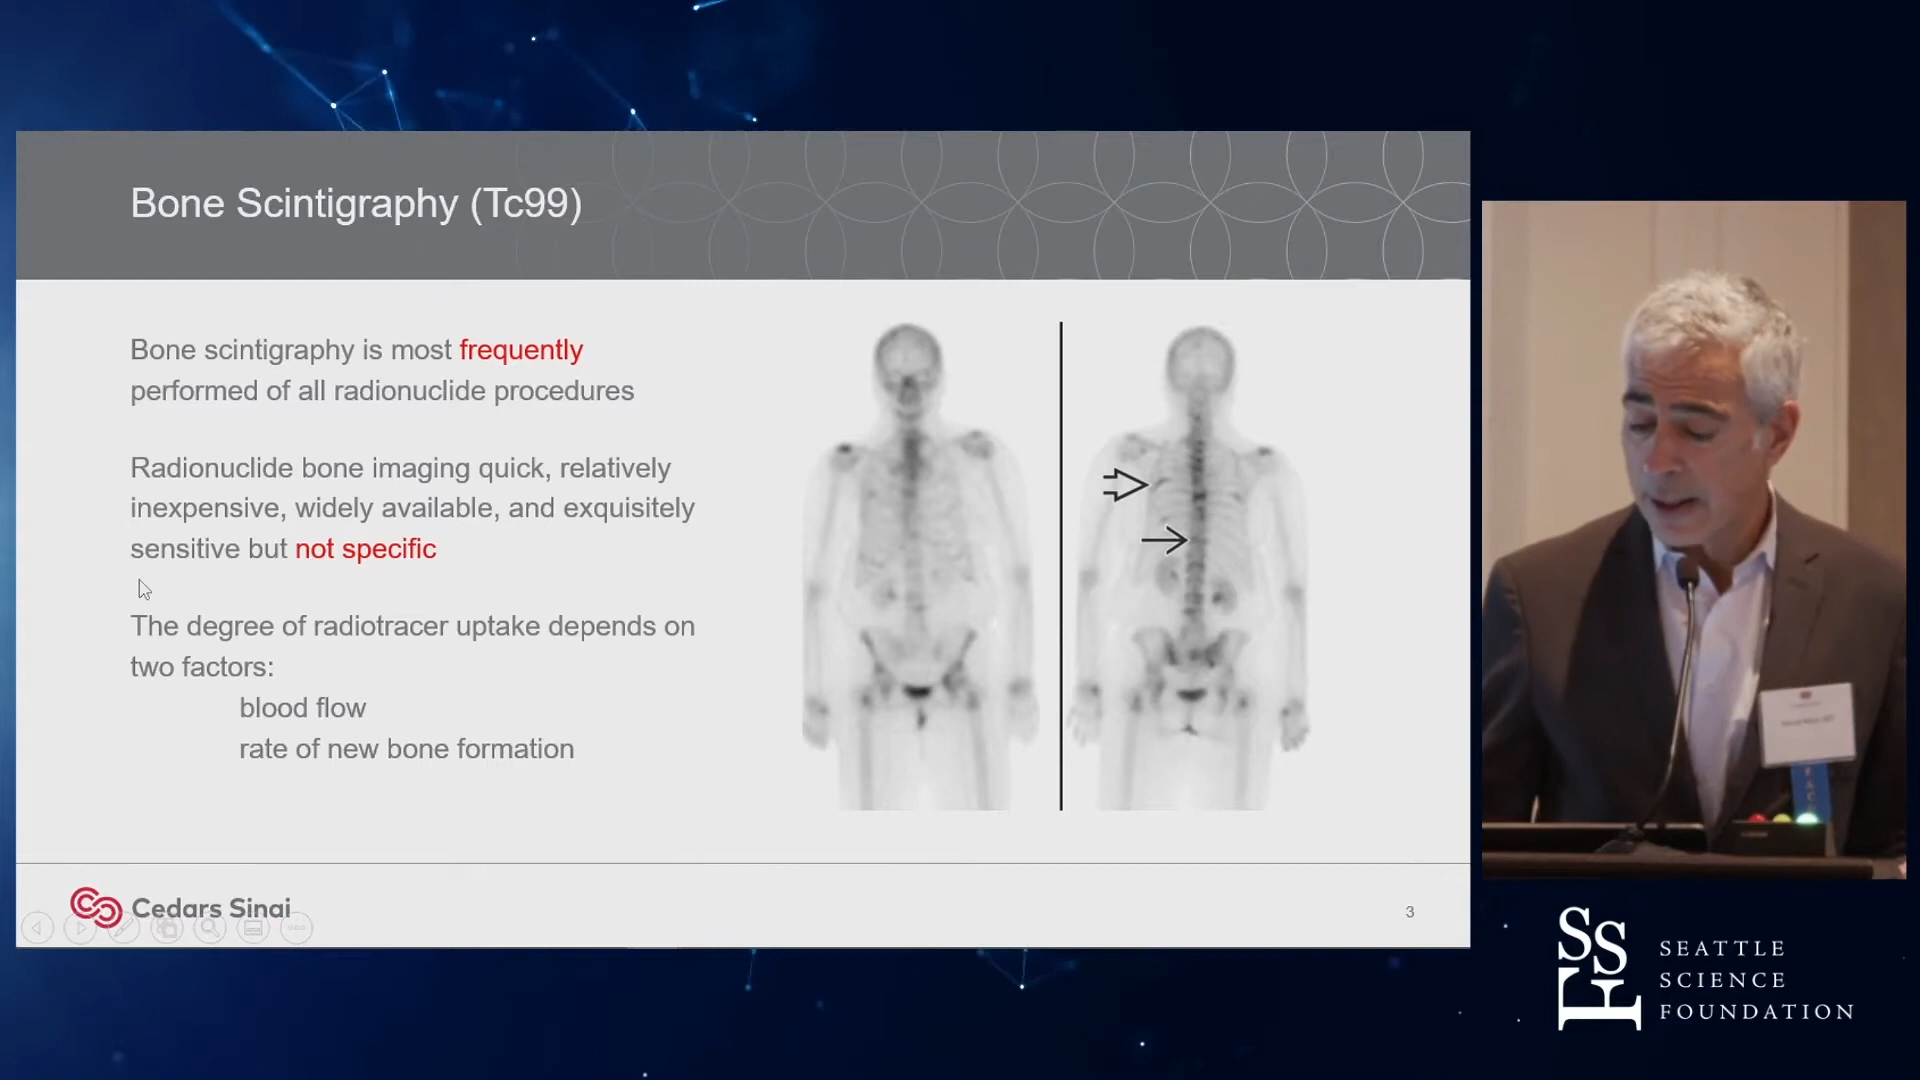 Bone Scintigraphy (Tc99)
Bone scintigraphy is most frequently
performed of all radionuclide procedures
Radionuclide bone imaging quick, relatively
inexpensive, widely available, and exquisitely
sensitive but not specific
The degree of radiotracer uptake depends on
two factors:
blood flow
rate of new bone formation
Cedars Sinai
3
SSF
SEATTLE
SCIENCE
FOUNDATION